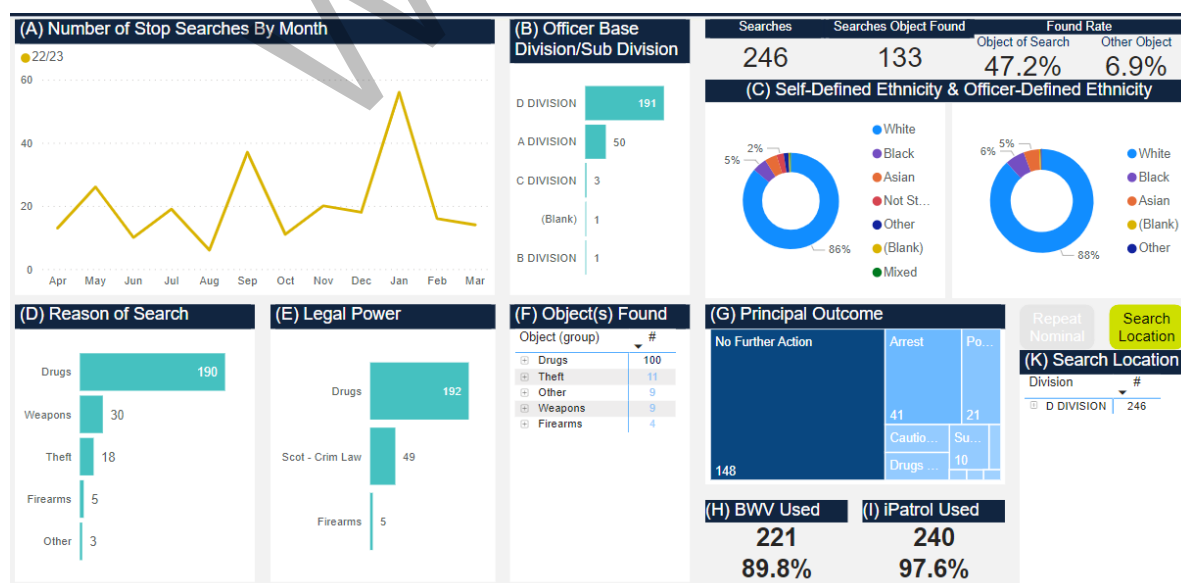 (A) Number of Stop Searches By Month
22/23
60
40
20
0
Apr May Jun Jul Aug Sep Oct Nov Dec Jan Feb Mar
(B) Officer Base
Division/Sub Division
D DIVISION 191
A DIVISION 50
C DIVISION 3
(Blank) 1
B DIVISION 1
Searches
246
Searches Object Found
133
Found Rate
Object of Search
47.2%
Other Object
6.9%
(C) Self-Defined Ethnicity & Officer-Defined Ethnicity
2%
5%
86%
White
Black
Asian
Not St...
Other
(Blank)
Mixed
5%
6%
88%
White
Black
Asian
(Blank)
Other
(D) Reason of Search
Drugs 190
Weapons 30
Theft 18
Firearms 5
Other 3
(E) Legal Power
Drugs 192
Scot - Crim Law 49
Firearms 5
(F) Object(s) Found
Object (group) #
Drugs 100
Theft 11
Other 9
Weapons 9
Firearms 4
(G) Principal Outcome
No Further Action
148
Arrest
41
Po...
21
Cautio...
Drugs ...
Su...
10
(H) BWV Used
221
89.8%
(I) iPatrol Used
240
97.6%
Repeat
Nominal
Search
Location
(K) Search Location
Division #
D DIVISION 246